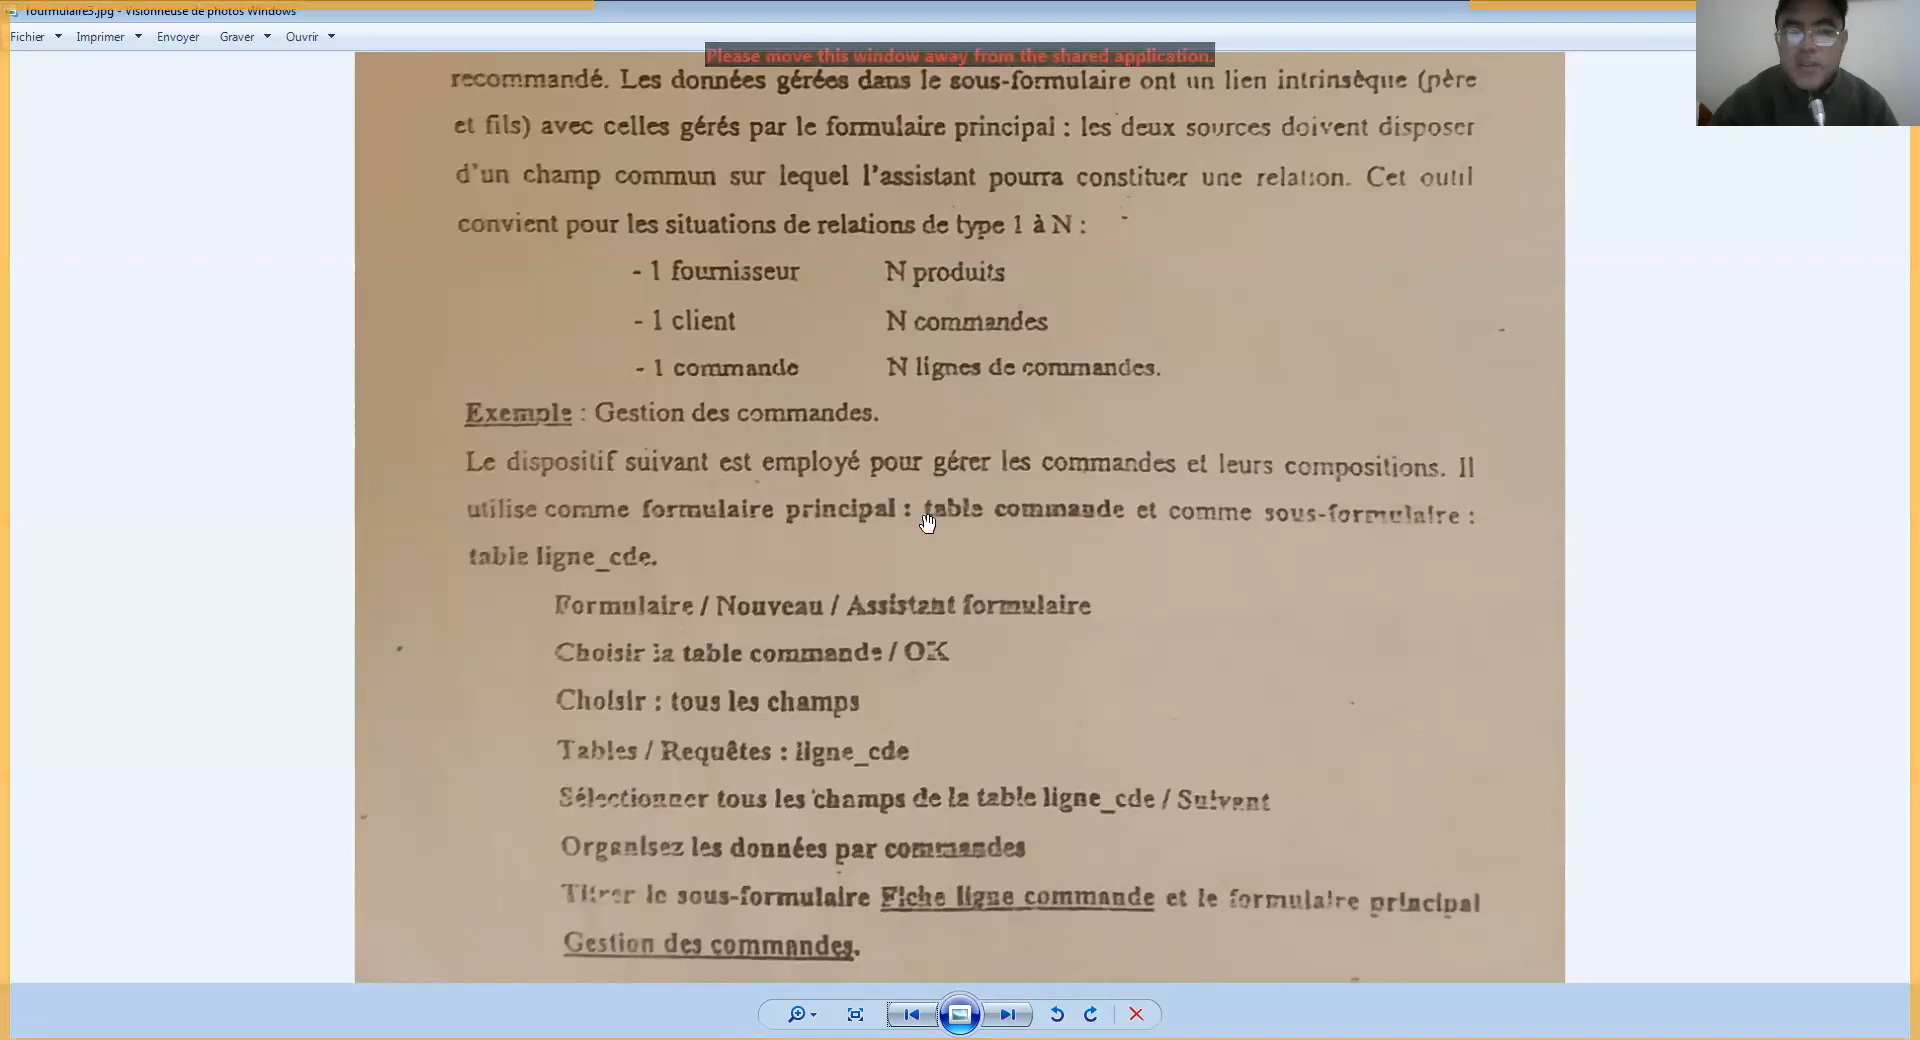 fourmulaire3.jpg - Visionneuse de photos Windows
Fichier Imprimer Envoyer Graver Ouvrir
Please move this window away from the shared application.
recommandé. Les données gérées dans le sous-formulaire ont un lien intrinsèque (père
et fils) avec celles gérés par le formulaire principal : les deux sources doivent disposer
d'un champ commun sur lequel l'assistant pourra constituer une relation. Cet outil
convient pour les situations de relations de type 1 à N :
- 1 fournisseur N produits
- 1 client N commandes
- 1 commande N lignes de commandes.
Exemple : Gestion des commandes.
Le dispositif suivant est employé pour gérer les commandes et leurs compositions. Il
utilise comme formulaire principal : table commande et comme sous-formulaire :
table ligne_cde.
Formulaire / Nouveau / Assistant formulaire
Choisir la table commande / OK
Choisir : tous les champs
Tables / Requêtes : ligne_cde
Sélectionner tous les champs de la table ligne_cde / Suivant
Organisez les données par commandes
Titrer le sous-formulaire Fiche ligne commande et le formulaire principal
Gestion des commandes.